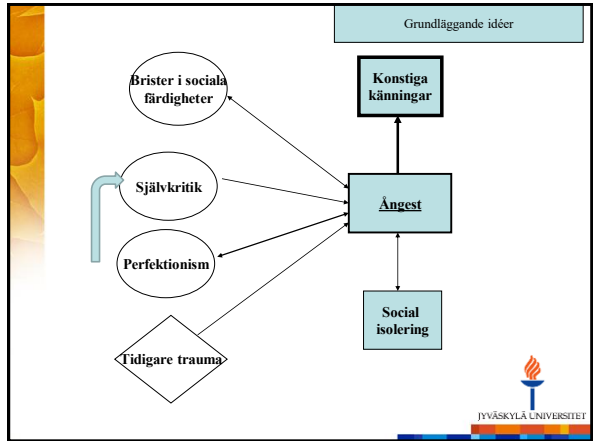 Grundläggande idéer
Brister i sociala
färdigheter
Konstiga
känningar
Självkritik
Ångest
Perfektionism
Social
isolering
Tidigare trauma
JYVÄSKYLÄ UNIVERSITET